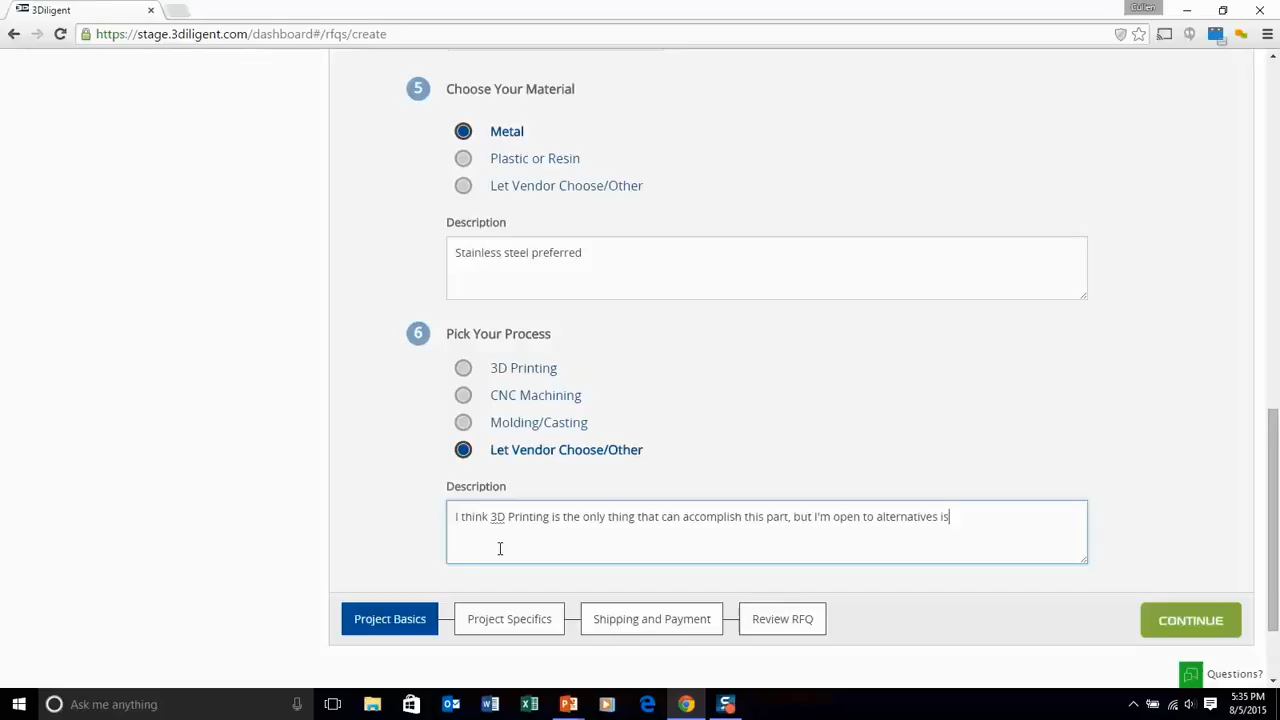 3Diligent
Cullen
https://stage.3diligent.com/dashboard#/rfqs/create
5 Choose Your Material
Metal
Plastic or Resin
Let Vendor Choose/Other
Description
Stainless steel preferred
6 Pick Your Process
3D Printing
CNC Machining
Molding/Casting
Let Vendor Choose/Other
Description
I think 3D Printing is the only thing that can accomplish this part, but I'm open to alternatives is
Project Basics Project Specifics Shipping and Payment Review RFQ CONTINUE
Questions?
Ask me anything
5:35 PM
8/5/2015